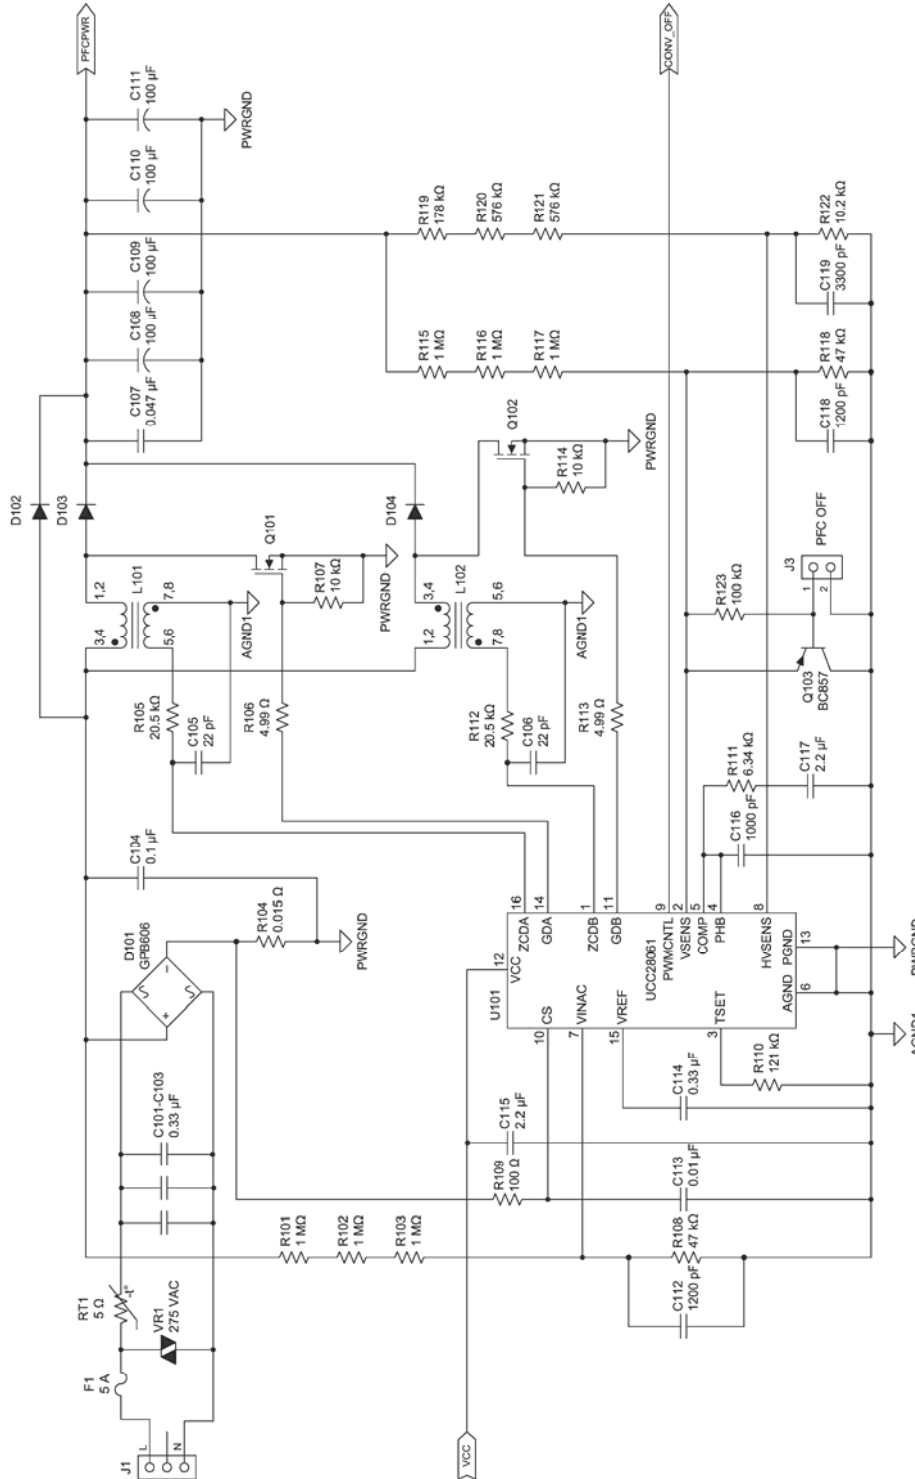 J1
L
N
F1
5 A
RT1
5 Ω
-t°
VR1
275 VAC
C101-C103
0.33 µF
D101
GPB606
+
-
C104
0.1 µF
R104
0.015 Ω
PWRGND
D102
D103
L101
3,4
1,2
5,6
7,8
R105
20.5 kΩ
C105
22 pF
AGND1
R106
4.99 Ω
Q101
R107
10 kΩ
PWRGND
D104
L102
1,2
3,4
7,8
5,6
R112
20.5 kΩ
C106
22 pF
AGND1
R113
4.99 Ω
Q102
R114
10 kΩ
PWRGND
C107
0.047 µF
C108
100 µF
C109
100 µF
C110
100 µF
C111
100 µF
PWRGND
PFCPWR
R101
1 MΩ
R102
1 MΩ
R103
1 MΩ
R109
100 Ω
C115
2.2 µF
C112
1200 pF
R108
47 kΩ
C113
0.01 µF
C114
0.33 µF
R110
121 kΩ
VCC
U101
UCC28061
12
VCC
10
CS
7
VINAC
15
VREF
3
TSET
6
AGND
13
PGND
16
ZCDA
14
GDA
1
ZCDB
11
GDB
9
PWMCNTL
2
VSENS
5
COMP
4
PHB
8
HVSENS
AGND1
PWRGND
C116
1000 pF
R111
6.34 kΩ
C117
2.2 µF
Q103
BC857
R123
100 kΩ
J3
1
2
PFC OFF
R115
1 MΩ
R116
1 MΩ
R117
1 MΩ
C118
1200 pF
R118
47 kΩ
R119
178 kΩ
R120
576 kΩ
R121
576 kΩ
C119
3300 pF
R122
10.2 kΩ
CONV_OFF